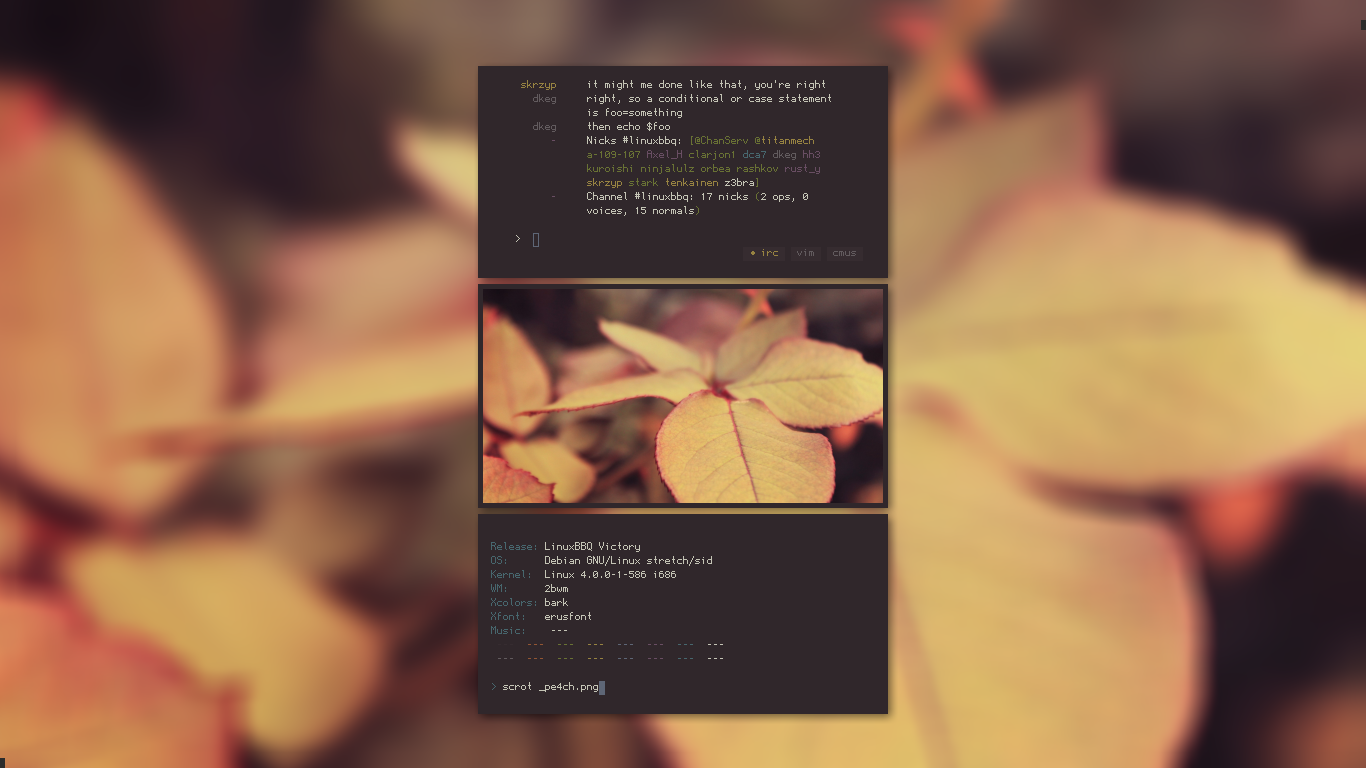 skrzyp it might me done like that, you're right
dkeg right, so a conditional or case statement
is foo=something
dkeg then echo $foo
- Nicks #linuxbbq: [@ChanServ @titanmech
a-109-107 Axel_H clarjon1 dca7 dkeg hh3
kuroishi ninjalulz orbea rashkov rust_y
skrzyp stark tenkainen z3bra]
- Channel #linuxbbq: 17 nicks (2 ops, 0
voices, 15 normals)
>
• irc vim cmus
Release: LinuxBBQ Victory
OS: Debian GNU/Linux stretch/sid
Kernel: Linux 4.0.0-1-586 i686
WM: 2bwm
Xcolors: bark
Xfont: erusfont
Music: ---
--- --- --- --- --- --- ---
--- --- --- --- --- --- --- ---
> scrot _pe4ch.png